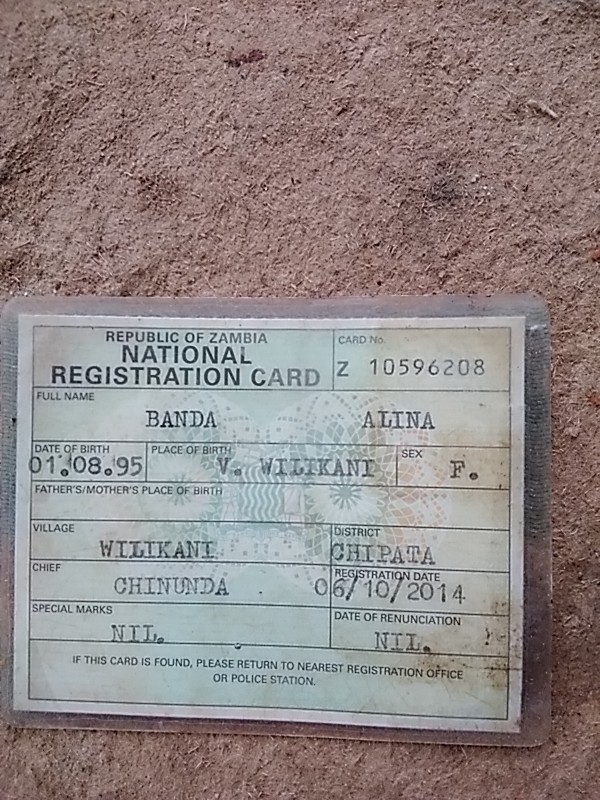 REPUBLIC OF ZAMBIA
NATIONAL
REGISTRATION CARD
CARD No.
Z 10596208
FULL NAME
BANDA ALINA
DATE OF BIRTH
01.08.95
PLACE OF BIRTH
V. WILIKANI
SEX
F.
FATHER'S/MOTHER'S PLACE OF BIRTH
VILLAGE
WILIKANI
DISTRICT
CHIPATA
CHIEF
CHINUNDA
REGISTRATION DATE
06/10/2014
SPECIAL MARKS
NIL.
DATE OF RENUNCIATION
NIL.
IF THIS CARD IS FOUND, PLEASE RETURN TO NEAREST REGISTRATION OFFICE
OR POLICE STATION.